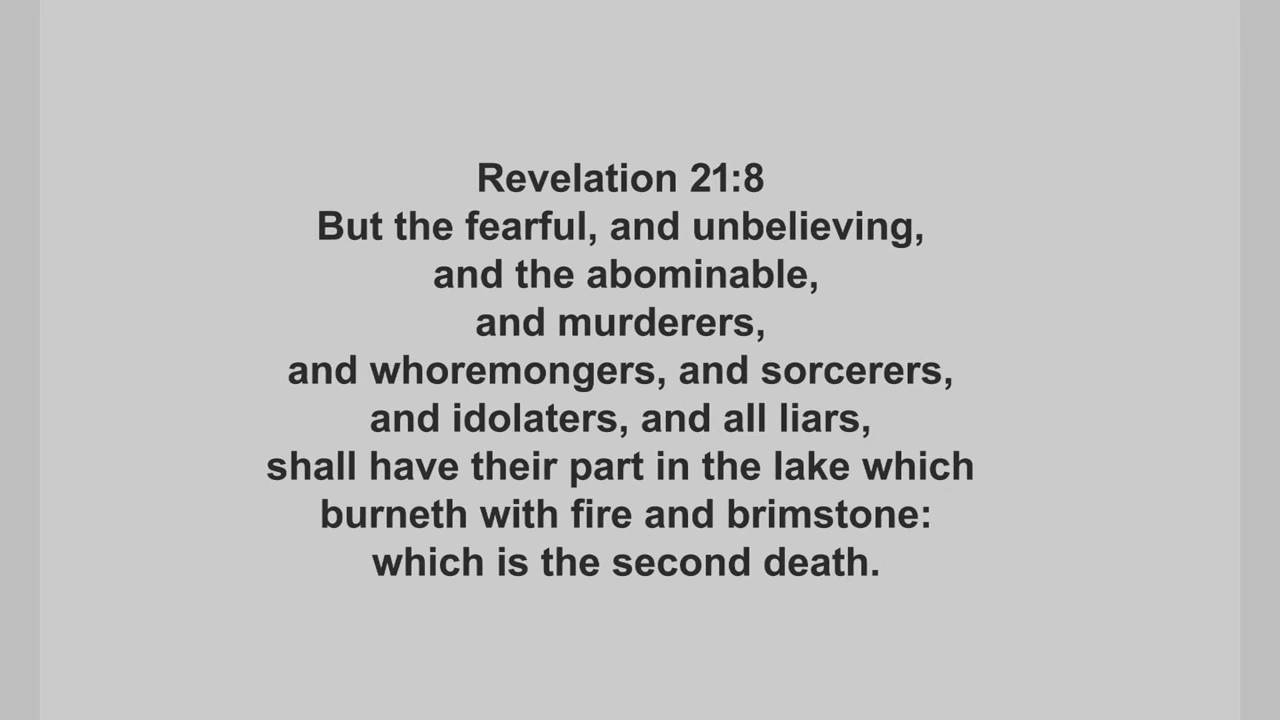 Revelation 21:8
But the fearful, and unbelieving,
and the abominable,
and murderers,
and whoremongers, and sorcerers,
and idolaters, and all liars,
shall have their part in the lake which
burneth with fire and brimstone:
which is the second death.